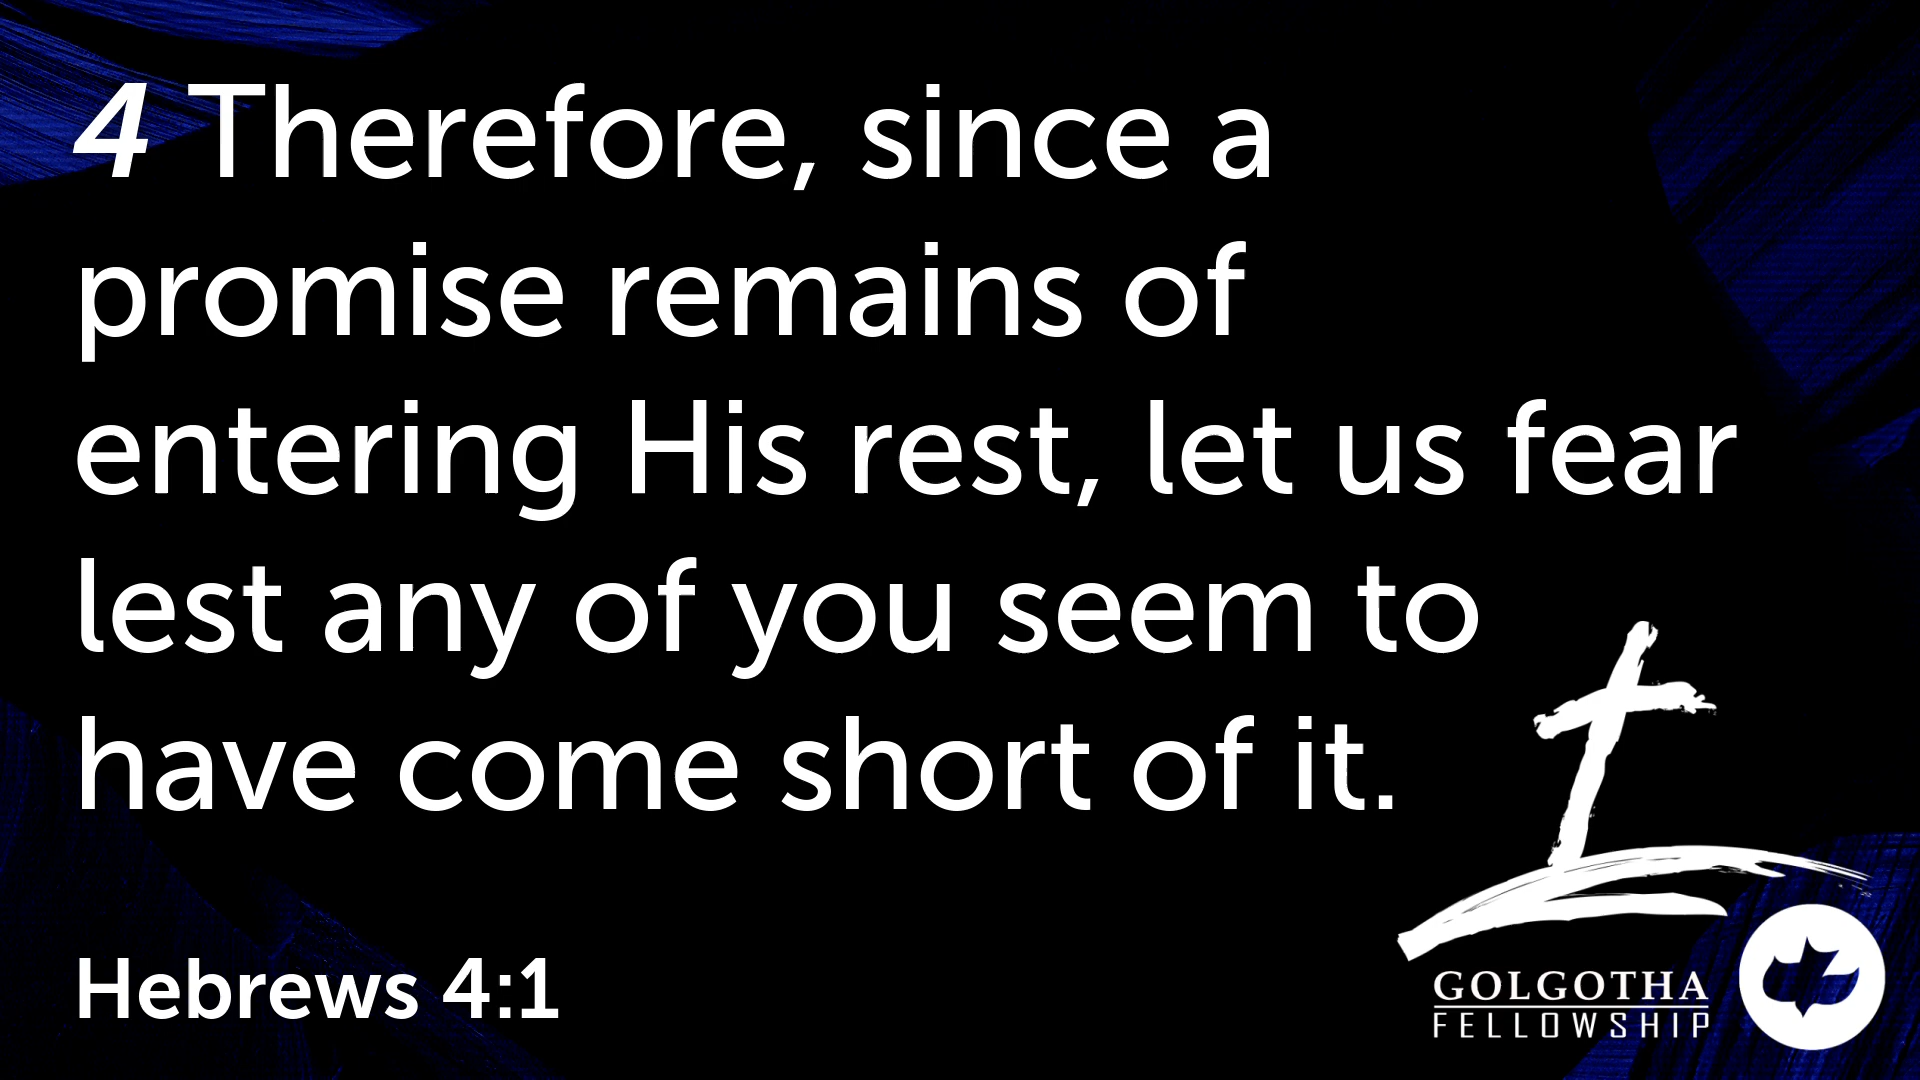 4 Therefore, since a
promise remains of
entering His rest, let us fear
lest any of you seem to
have come short of it.
Hebrews 4:1
GOLGOTHA
FELLOWSHIP